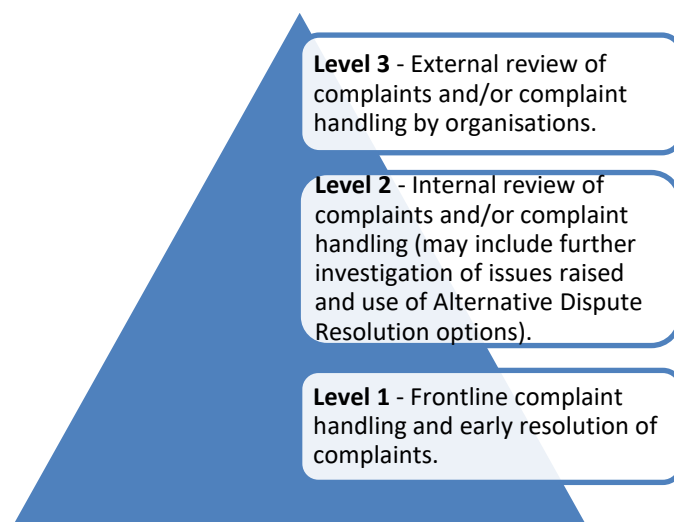 Level 3 - External review of
complaints and/or complaint
handling by organisations.
Level 2 - Internal review of
complaints and/or complaint
handling (may include further
investigation of issues raised
and use of Alternative Dispute
Resolution options).
Level 1 - Frontline complaint
handling and early resolution of
complaints.